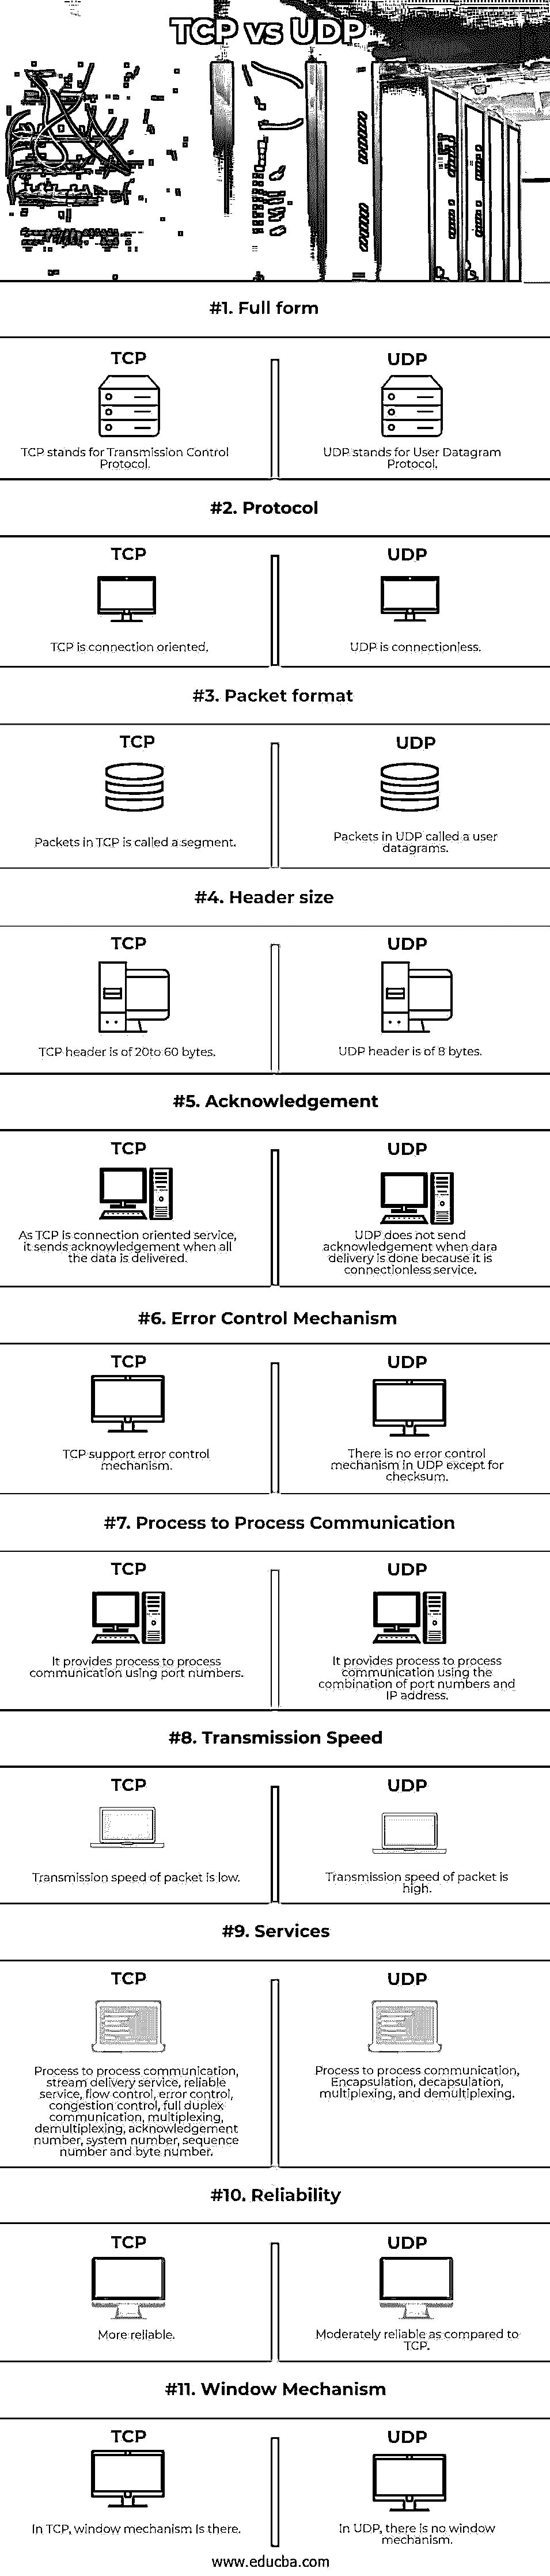 TCP vs UDP
#1. Full form
TCP
TCP stands for Transmission Control
Protocol.
UDP
UDP stands for User Datagram
Protocol.
#2. Protocol
TCP
TCP is connection oriented.
UDP
UDP is connectionless.
#3. Packet format
TCP
Packets in TCP is called a segment.
UDP
Packets in UDP called a user
datagrams.
#4. Header size
TCP
TCP header is of 20to 60 bytes.
UDP
UDP header is of 8 bytes.
#5. Acknowledgement
TCP
As TCP is connection oriented service,
it sends acknowledgement when all
the data is delivered.
UDP
UDP does not send
acknowledgement when dara
delivery is done because it is
connectionless service.
#6. Error Control Mechanism
TCP
TCP support error control
mechanism.
UDP
There is no error control
mechanism in UDP except for
checksum.
#7. Process to Process Communication
TCP
It provides process to process
communication using port numbers.
UDP
It provides process to process
communication using the
combination of port numbers and
IP address.
#8. Transmission Speed
TCP
Transmission speed of packet is low.
UDP
Transmission speed of packet is
high.
#9. Services
TCP
Process to process communication,
stream delivery service, reliable
service, flow control, error control,
congestion control, full duplex
communication, multiplexing,
demultiplexing, acknowledgement
number, system number, sequence
number and byte number.
UDP
Process to process communication,
Encapsulation, decapsulation,
multiplexing, and demultiplexing.
#10. Reliability
TCP
More reliable.
UDP
Moderately reliable as compared to
TCP.
#11. Window Mechanism
TCP
In TCP, window mechanism is there.
UDP
In UDP, there is no window
mechanism.
www.educba.com